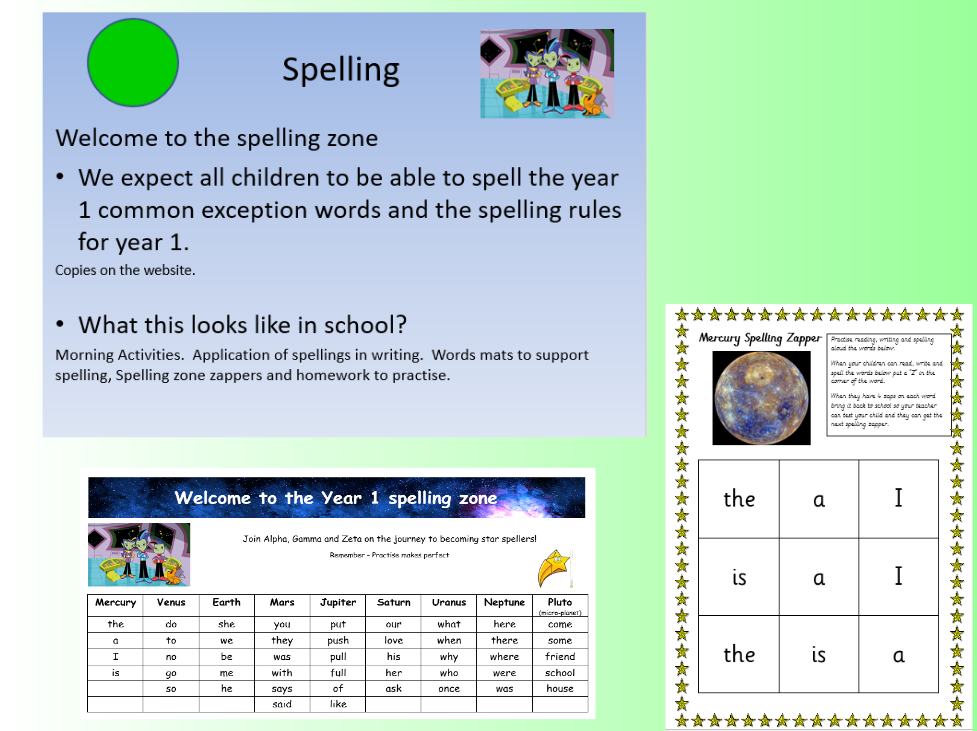 Spelling
Welcome to the spelling zone
• We expect all children to be able to spell the year
1 common exception words and the spelling rules
for year 1.
Copies on the website.
• What this looks like in school?
Morning Activities. Application of spellings in writing. Words mats to support
spelling, Spelling zone zappers and homework to practise.
Welcome to the Year 1 spelling zone
Join Alpha, Gamma and Zeta on the journey to becoming star spellers!
Remember - Practise makes perfect
Mercury Venus Earth Mars Jupiter Saturn Uranus Neptune Pluto
(micro-planet)
the do she you put our what here come
a to we they push love when there some
I no be was pull his why where friend
is go me with full her who were school
so he says of ask once was house
said like
Mercury Spelling Zapper
Practise reading, writing and spelling
aloud the words below.
When your children can read, write and
spell the words below put a "Z" in the
corner of the word.
When they have 4 zaps on each word
bring it back to school so your teacher
can test your child and they can get the
next spelling zapper.
the a I
is a I
the is a